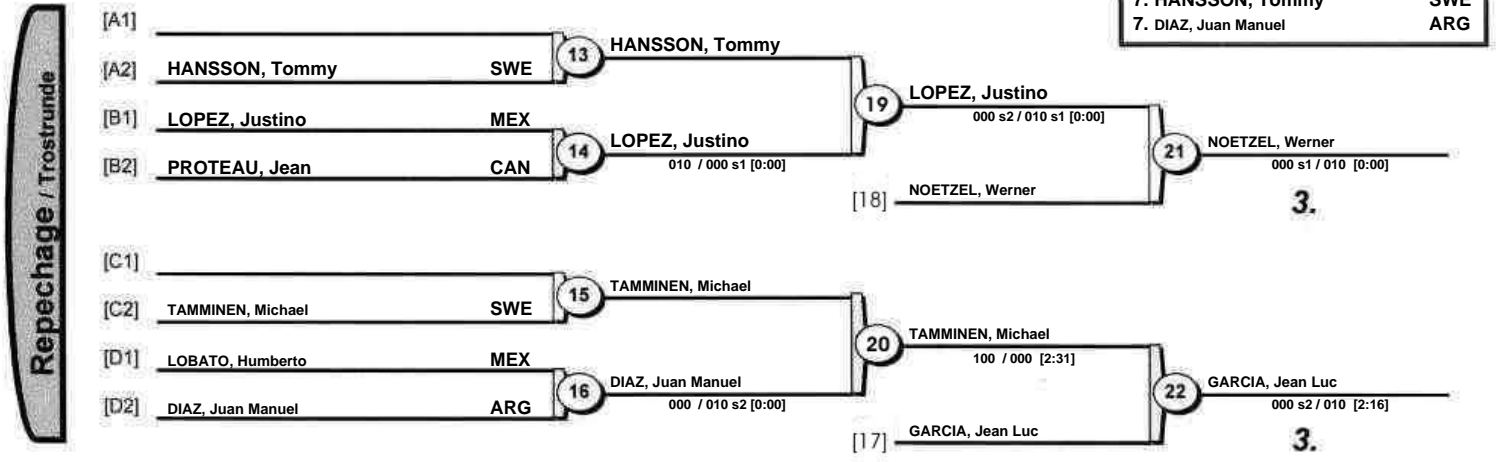 7. HANSSON, Tommy SWE
7. DIAZ, Juan Manuel ARG
Repechage / Trostrunde
[A1]
[A2] HANSSON, Tommy SWE
13 HANSSON, Tommy
[B1] LOPEZ, Justino MEX
[B2] PROTEAU, Jean CAN
14 LOPEZ, Justino
010 / 000 s1 [0:00]
19 LOPEZ, Justino
000 s2 / 010 s1 [0:00]
[18] NOETZEL, Werner
21 NOETZEL, Werner
000 s1 / 010 [0:00]
3.
[C1]
[C2] TAMMINEN, Michael SWE
15 TAMMINEN, Michael
[D1] LOBATO, Humberto MEX
[D2] DIAZ, Juan Manuel ARG
16 DIAZ, Juan Manuel
000 / 010 s2 [0:00]
20 TAMMINEN, Michael
100 / 000 [2:31]
[17] GARCIA, Jean Luc
22 GARCIA, Jean Luc
000 s2 / 010 [2:16]
3.